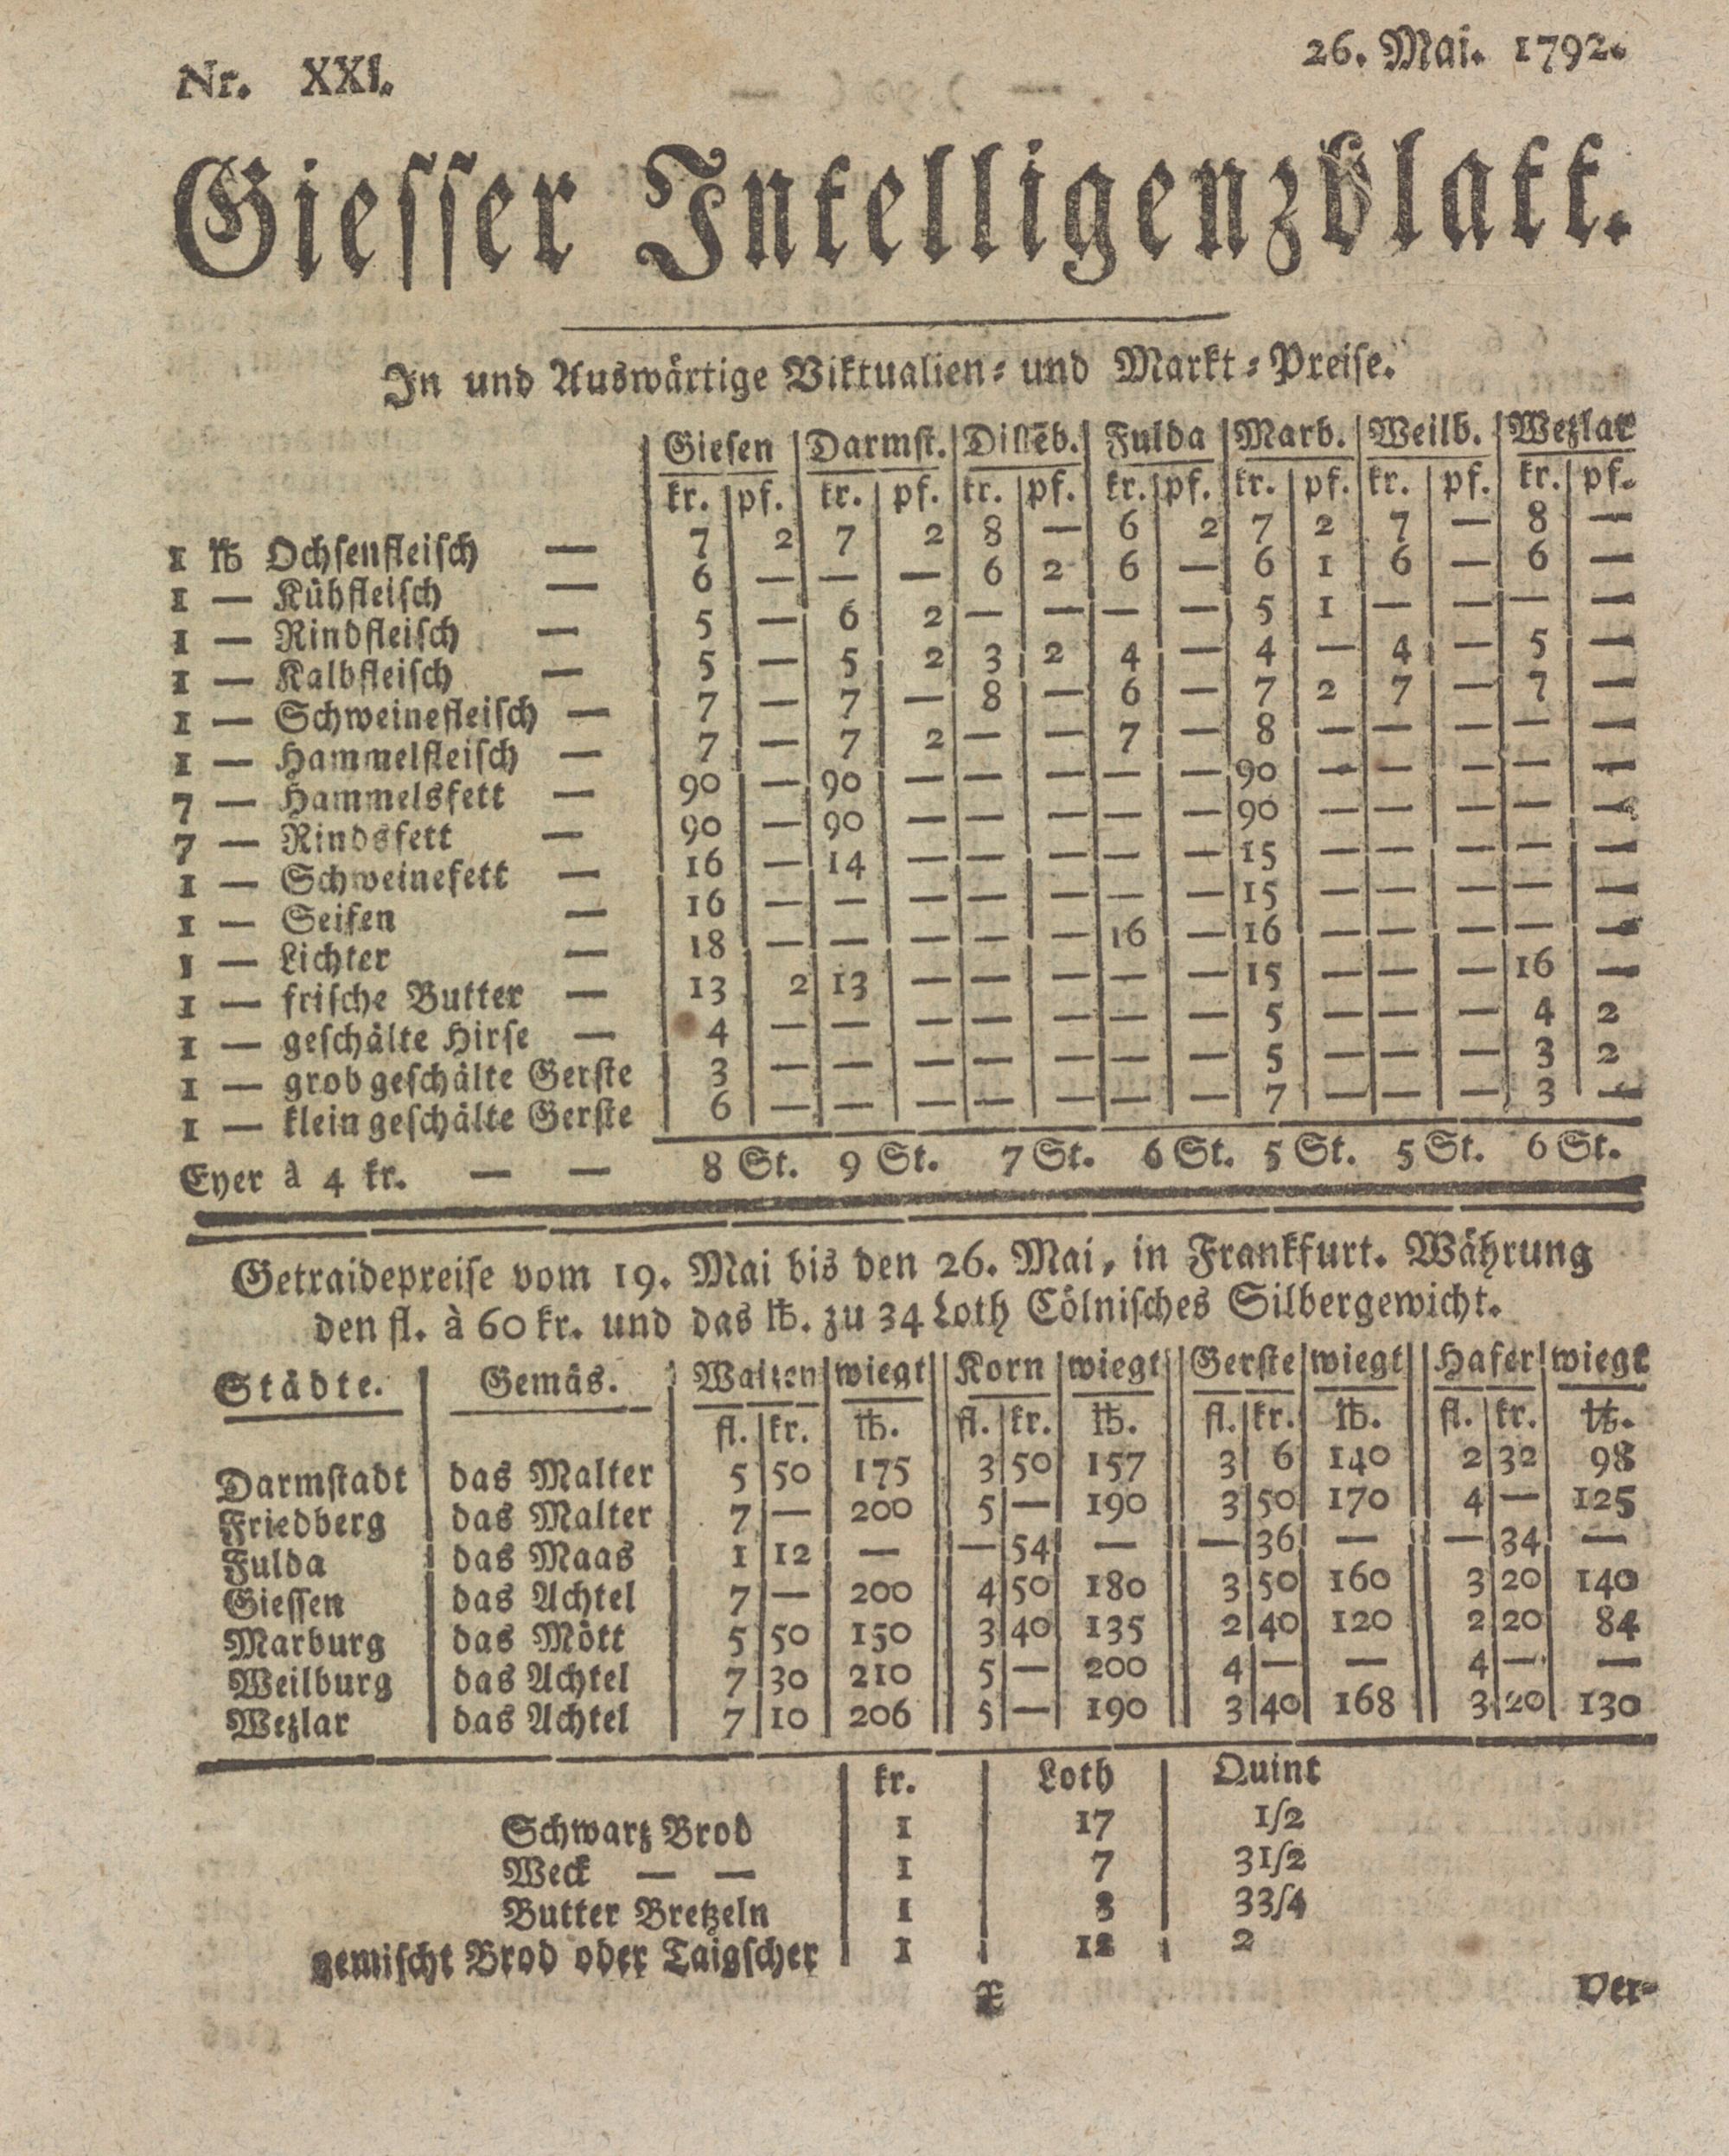 Nr. XXI. 26. Mai. 1792.
Giesser Intelligenzblatt.
In und Auswärtige Viktualien- und Markt-Preise.
Giesen | Darmst. | Dillēb. | Fulda | Marb. | Weilb. | Wezlar
kr. | pf. | kr. | pf. | kr. | pf. | kr. | pf. | kr. | pf. | kr. | pf. | kr. | pf.
1 ℔ Ochsenfleisch — 7 | 2 | 7 | 2 | 8 | — | 6 | 2 | 7 | 2 | 7 | — | 8 | —
1 — Kühfleisch — 6 | — | — | — | 6 | 2 | 6 | — | 6 | 1 | 6 | — | 6 | —
1 — Rindfleisch — 5 | — | 6 | 2 | — | — | — | — | 5 | 1 | — | — | — | —
1 — Kalbfleisch — 5 | — | 5 | 2 | 3 | 2 | 4 | — | 4 | — | 4 | — | 5 | —
1 — Schweinefleisch — 7 | — | 7 | — | 8 | — | 6 | — | 7 | 2 | 7 | — | 7 | —
1 — Hammelfleisch — 7 | — | 7 | 2 | — | — | 7 | — | 8 | — | — | — | — | —
7 — Hammelsfett — 90 | — | 90 | — | — | — | — | — | 90 | — | — | — | — | —
7 — Rindsfett — 90 | — | 90 | — | — | — | — | — | 90 | — | — | — | — | —
1 — Schweinefett — 16 | — | 14 | — | — | — | — | — | 15 | — | — | — | — | —
1 — Seifen — 16 | — | — | — | — | — | — | — | 15 | — | — | — | — | —
1 — Lichter — 18 | — | — | — | — | — | 16 | — | 16 | — | — | — | — | —
1 — frische Butter — 13 | 2 | 13 | — | — | — | — | — | 15 | — | — | — | 16 | —
1 — geschälte Hirse — 4 | — | — | — | — | — | — | — | 5 | — | — | — | 4 | 2
1 — grob geschälte Gerste 3 | — | — | — | — | — | — | — | 5 | — | — | — | 3 | 2
1 — klein geschälte Gerste 6 | — | — | — | — | — | — | — | 7 | — | — | — | 3 | —
Eyer à 4 kr. — — 8 St. 9 St. 7 St. 6 St. 5 St. 5 St. 6 St.
Getraidepreise vom 19. Mai bis den 26. Mai, in Frankfurt. Währung
den fl. à 60 kr. und das ℔. zu 34 Loth Cölnisches Silbergewicht.
Städte. | Gemäs. | Waitzen | wiegt | Korn | wiegt | Gerste | wiegt | Hafer | wiegt
fl. | kr. | ℔. | fl. | kr. | ℔. | fl. | kr. | ℔. | fl. | kr. | ℔.
Darmstadt | das Malter | 5 | 50 | 175 | 3 | 50 | 157 | 3 | 6 | 140 | 2 | 32 | 98
Friedberg | das Malter | 7 | — | 200 | 5 | — | 190 | 3 | 50 | 170 | 4 | — | 125
Fulda | das Maas | 1 | 12 | — | — | 54 | — | — | 36 | — | — | 34 | —
Giessen | das Achtel | 7 | — | 200 | 4 | 50 | 180 | 3 | 50 | 160 | 3 | 20 | 140
Marburg | das Mött | 5 | 50 | 150 | 3 | 40 | 135 | 2 | 40 | 120 | 2 | 20 | 84
Weilburg | das Achtel | 7 | 30 | 210 | 5 | — | 200 | 4 | — | — | 4 | — | —
Wezlar | das Achtel | 7 | 10 | 206 | 5 | — | 190 | 3 | 40 | 168 | 3 | 20 | 130
kr. | Loth | Quint
Schwartz Brod | 1 | 17 | 1/2
Weck — — | 1 | 7 | 3 1/2
Butter Bretzeln | 1 | 3 | 3 3/4
gemischt Brod oder Taigscher | 1 | 12 | 2
X Ver-